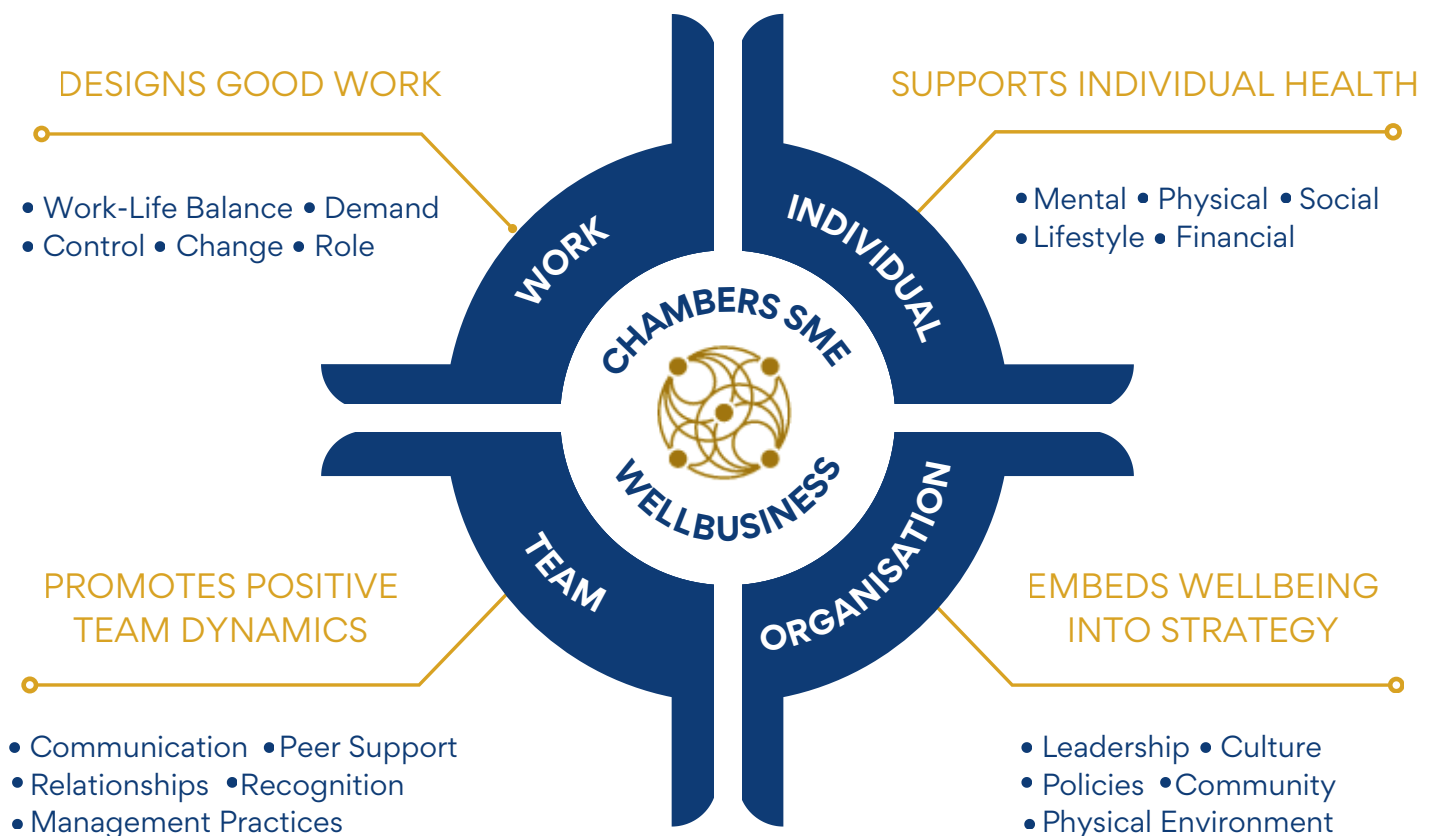 DESIGNS GOOD WORK
• Work-Life Balance • Demand
• Control • Change • Role
SUPPORTS INDIVIDUAL HEALTH
• Mental • Physical • Social
• Lifestyle • Financial
WORK
INDIVIDUAL
CHAMBERS SME
WELLBUSINESS
TEAM
ORGANISATION
PROMOTES POSITIVE
TEAM DYNAMICS
• Communication • Peer Support
• Relationships • Recognition
• Management Practices
EMBEDS WELLBEING
INTO STRATEGY
• Leadership • Culture
• Policies • Community
• Physical Environment